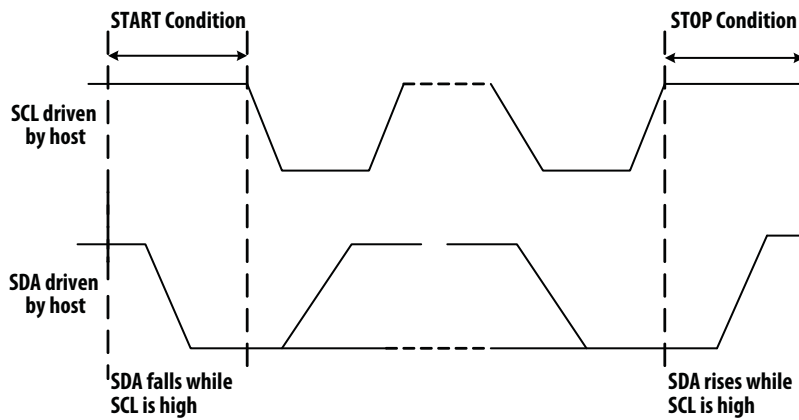 START Condition
STOP Condition
SCL driven
by host
SDA driven
by host
SDA falls while
SCL is high
SDA rises while
SCL is high